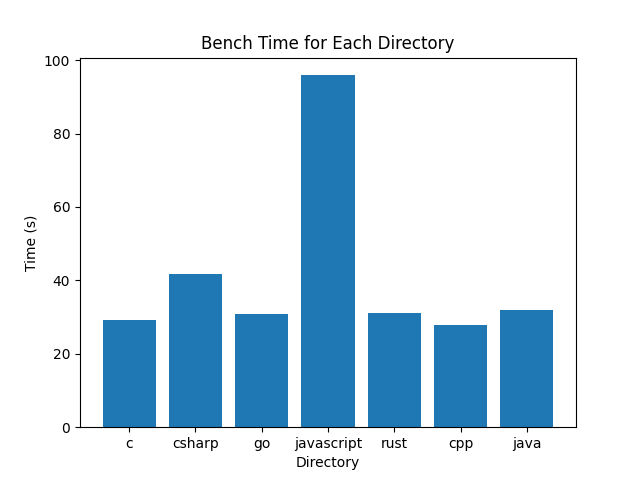 Bench Time for Each Directory
100
80
60
40
20
0
Time (s)
c csharp go javascript rust cpp java
Directory